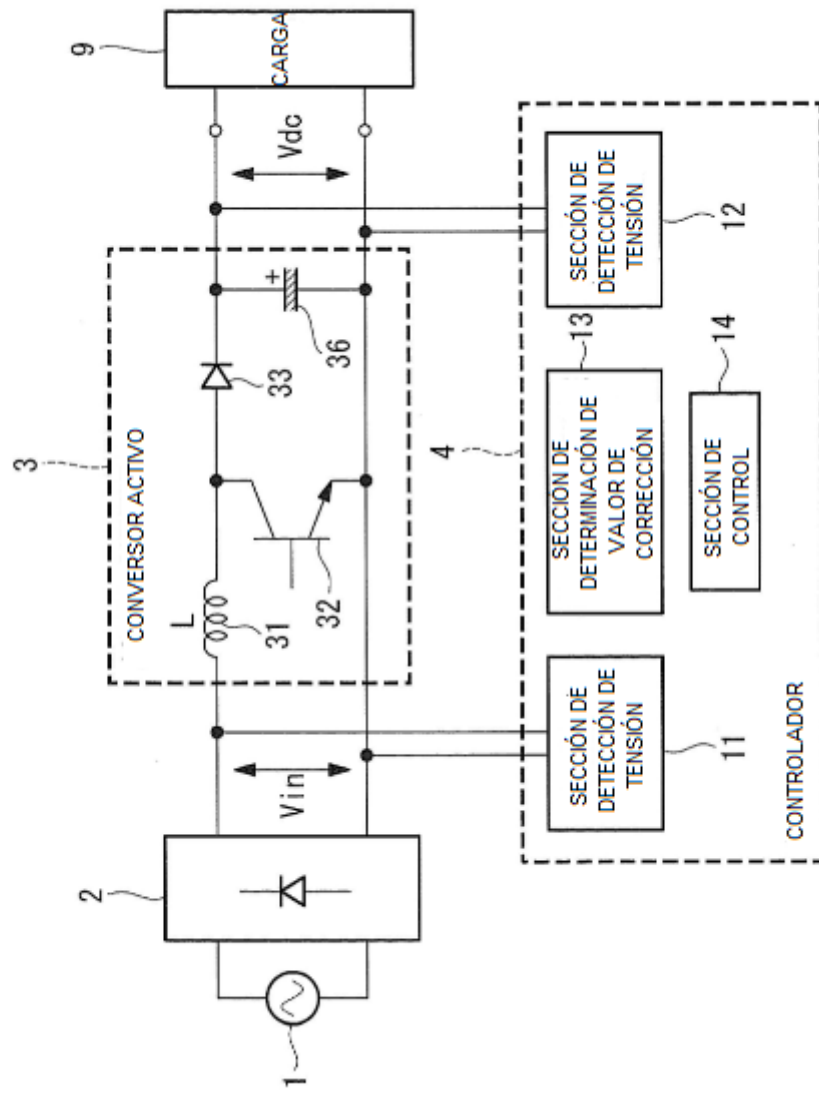 3
CONVERSOR ACTIVO
9
CARGA
2
L
31
32
33
+
36
Vin
Vdc
1
4
SECCIÓN DE
DETECCIÓN DE
TENSIÓN
11
SECCIÓN DE
DETERMINACIÓN DE
VALOR DE
CORRECCIÓN
13
SECCIÓN DE
CONTROL
14
SECCIÓN DE
DETECCIÓN DE
TENSIÓN
12
CONTROLADOR